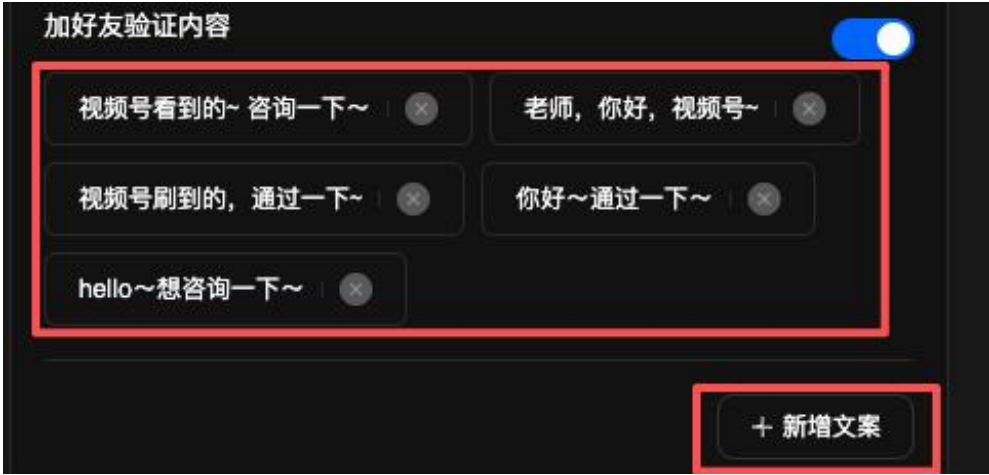 加好友验证内容
视频号看到的~ 咨询一下～ 老师，你好，视频号~
视频号刷到的，通过一下~ 你好～通过一下～
hello～想咨询一下～
＋新增文案